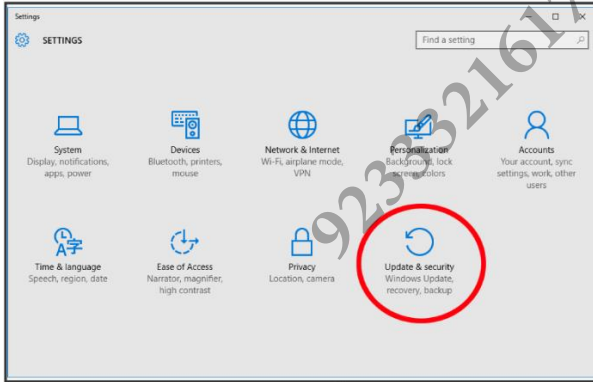 Settings
SETTINGS
Find a setting
System
Display, notifications,
apps, power
Devices
Bluetooth, printers,
mouse
Network & Internet
Wi-Fi, airplane mode,
VPN
Personalization
Background, lock
screen, colors
Accounts
Your account, sync
settings, work, other
users
Time & language
Speech, region, date
Ease of Access
Narrator, magnifier,
high contrast
Privacy
Location, camera
Update & security
Windows Update,
recovery, backup